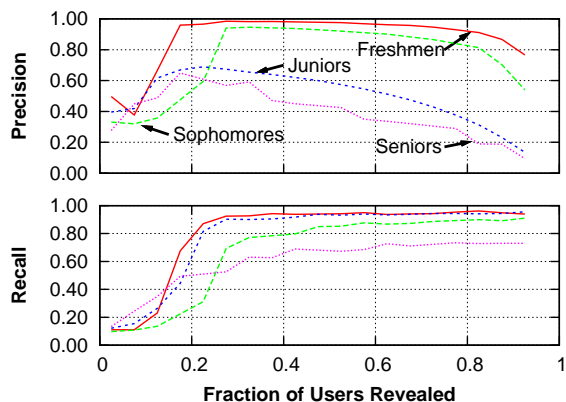 1.00
0.80
0.60
0.40
0.20
0.00
Precision
Freshmen
Juniors
Sophomores
Seniors
1.00
0.80
0.60
0.40
0.20
0.00
Recall
0 0.2 0.4 0.6 0.8 1
Fraction of Users Revealed